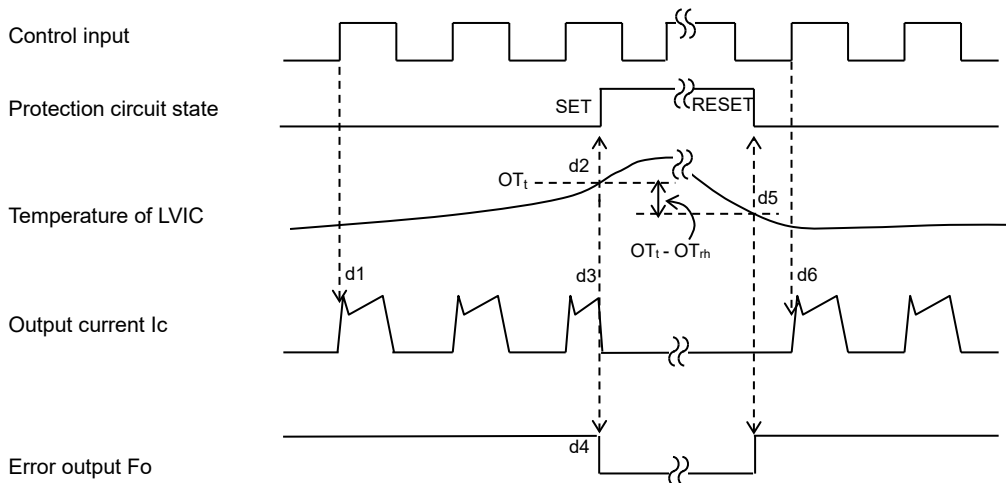 Control input
Protection circuit state
SET
RESET
d2
OTt
d5
Temperature of LVIC
OTt - OTrh
d1
d3
d6
Output current Ic
d4
Error output Fo